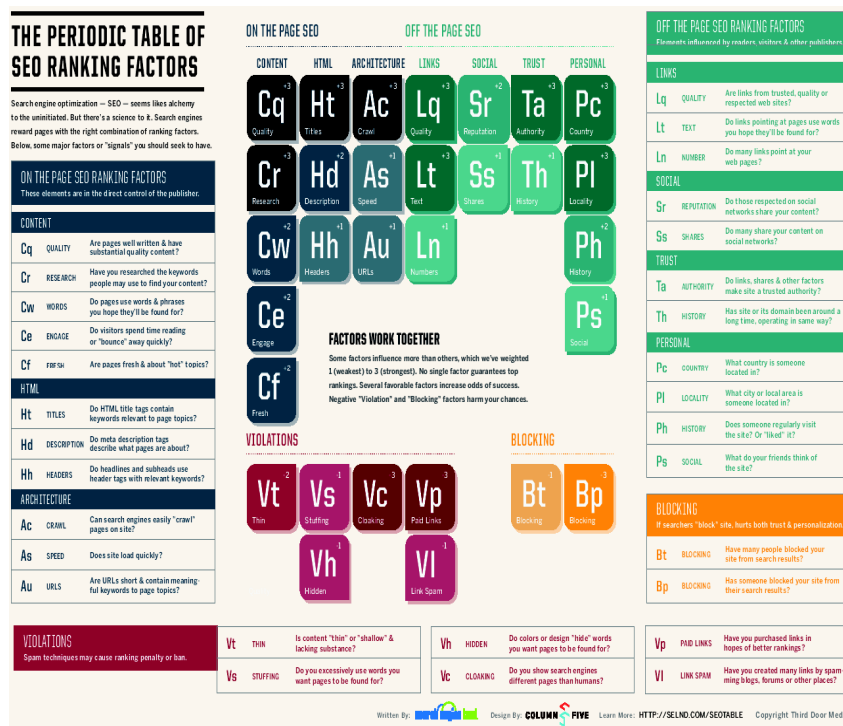 THE PERIODIC TABLE OF
SEO RANKING FACTORS
Search engine optimization — SEO — seems like alchemy
to the uninitiated. But there's a science to it. Search engines
reward pages with the right combination of ranking factors.
Below, some major factors or "signals" you should seek to have.
ON THE PAGE SEO RANKING FACTORS
These elements are in the direct control of the publisher.
CONTENT
Cq QUALITY Are pages well written & have
substantial quality content?
Cr RESEARCH Have you researched the keywords
people may use to find your content?
Cw WORDS Do pages use words & phrases
you hope they'll be found for?
Ce ENGAGE Do visitors spend time reading
or "bounce" away quickly?
Cf FRESH Are pages fresh & about "hot" topics?
HTML
Ht TITLES Do HTML title tags contain
keywords relevant to page topics?
Hd DESCRIPTION Do meta description tags
describe what pages are about?
Hh HEADERS Do headlines and subheads use
header tags with relevant keywords?
ARCHITECTURE
Ac CRAWL Can search engines easily "crawl"
pages on site?
As SPEED Does site load quickly?
Au URLS Are URLs short & contain meaning-
ful keywords to page topics?
ON THE PAGE SEO OFF THE PAGE SEO
CONTENT HTML ARCHITECTURE LINKS SOCIAL TRUST PERSONAL
+3 +3 +3 +3 +2 +3 +3
Cq Ht Ac Lq Sr Ta Pc
Quality Titles Crawl Quality Reputation Authority Country
+3 +2 +1 +3 +1 +1 +3
Cr Hd As Lt Ss Th Pl
Research Description Speed Text Shares History Locality
+2 +1 +1 +1 +2
Cw Hh Au Ln Ph
Words Headers URLs Numbers History
+2 +1
Ce Ps
Engage Social
+2
Cf
Fresh
FACTORS WORK TOGETHER
Some factors influence more than others, which we've weighted
1 (weakest) to 3 (strongest). No single factor guarantees top
rankings. Several favorable factors increase odds of success.
Negative "Violation" and "Blocking" factors harm your chances.
VIOLATIONS BLOCKING
-2 -1 3 3 -1 -3
Vt Vs Vc Vp Bt Bp
Thin Stuffing Cloaking Paid Links Blocking Blocking
-1 -1
Vh Vl
Hidden Link Spam
OFF THE PAGE SEO RANKING FACTORS
Elements influenced by readers, visitors & other publishers
LINKS
Lq QUALITY Are links from trusted, quality or
respected web sites?
Lt TEXT Do links pointing at pages use words
you hope they'll be found for?
Ln NUMBER Do many links point at your
web pages?
SOCIAL
Sr REPUTATION Do those respected on social
networks share your content?
Ss SHARES Do many share your content on
social networks?
TRUST
Ta AUTHORITY Do links, shares & other factors
make site a trusted authority?
Th HISTORY Has site or its domain been around a
long time, operating in same way?
PERSONAL
Pc COUNTRY What country is someone
located in?
Pl LOCALITY What city or local area is
someone located in?
Ph HISTORY Does someone regularly visit
the site? Or "liked" it?
Ps SOCIAL What do your friends think of
the site?
BLOCKING
If searchers "block" site, hurts both trust & personalization
Bt BLOCKING Have many people blocked your
site from search results?
Bp BLOCKING Has someone blocked your site from
their search results?
VIOLATIONS
Spam techniques may cause ranking penalty or ban.
Vt THIN Is content "thin" or "shallow" &
lacking substance?
Vs STUFFING Do you excessively use words you
want pages to be found for?
Vh HIDDEN Do colors or design "hide" words
you want pages to be found for?
Vc CLOAKING Do you show search engines
different pages than humans?
Vp PAID LINKS Have you purchased links in
hopes of better rankings?
Vl LINK SPAM Have you created many links by spam-
ming blogs, forums or other places?
Written By: Design By: COLUMN FIVE Learn More: HTTP://SELND.COM/SEOTABLE Copyright Third Door Med